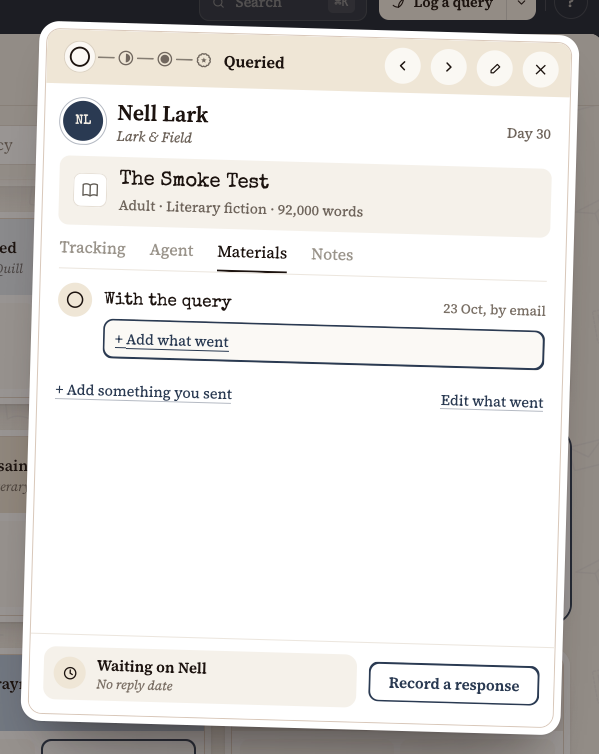 Search
⌘K
Log a query
?
Queried
NL
Nell Lark
Lark & Field
Day 30
The Smoke Test
Adult · Literary fiction · 92,000 words
Tracking
Agent
Materials
Notes
With the query
23 Oct, by email
+ Add what went
+ Add something you sent
Edit what went
Waiting on Nell
No reply date
Record a response
Quill